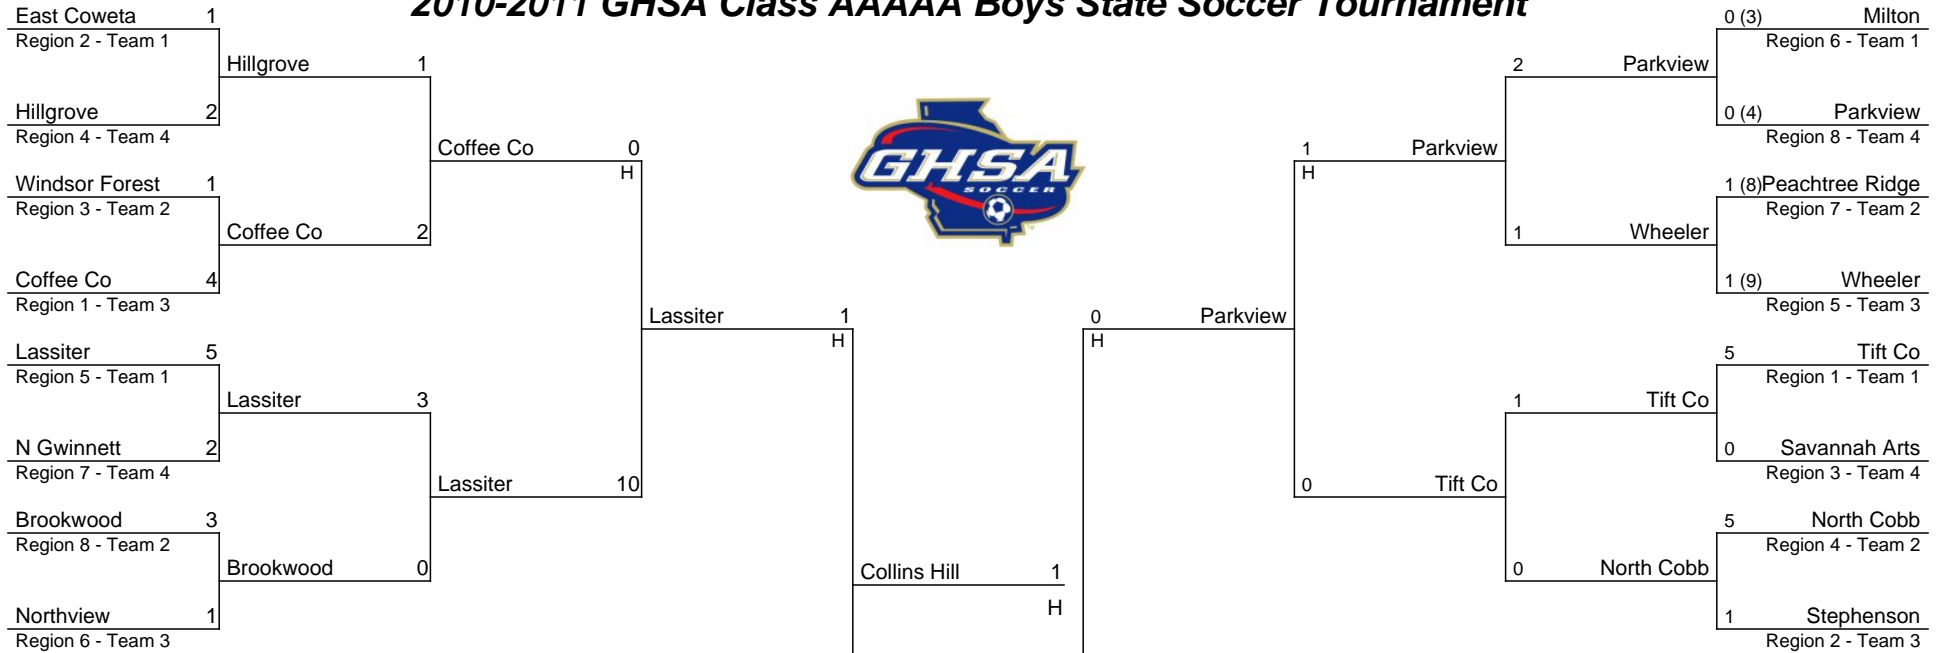 2010-2011 GHSA Class AAAAA Boys State Soccer Tournament
East Coweta 1
Region 2 - Team 1
Hillgrove 1
Hillgrove 2
Region 4 - Team 4
Coffee Co 0
H
Windsor Forest 1
Region 3 - Team 2
Coffee Co 2
Coffee Co 4
Region 1 - Team 3
Lassiter 1
H
Lassiter 5
Region 5 - Team 1
Lassiter 3
N Gwinnett 2
Region 7 - Team 4
Lassiter 10
Brookwood 3
Region 8 - Team 2
Brookwood 0
Northview 1
Region 6 - Team 3
GHSA
SOCCER
Collins Hill 1
H
0 (3) Milton
Region 6 - Team 1
2 Parkview
0 (4) Parkview
Region 8 - Team 4
1 Parkview
H
1 (8) Peachtree Ridge
Region 7 - Team 2
1 Wheeler
1 (9) Wheeler
Region 5 - Team 3
0 Parkview
H
5 Tift Co
Region 1 - Team 1
1 Tift Co
0 Savannah Arts
Region 3 - Team 4
0 Tift Co
5 North Cobb
Region 4 - Team 2
0 North Cobb
1 Stephenson
Region 2 - Team 3